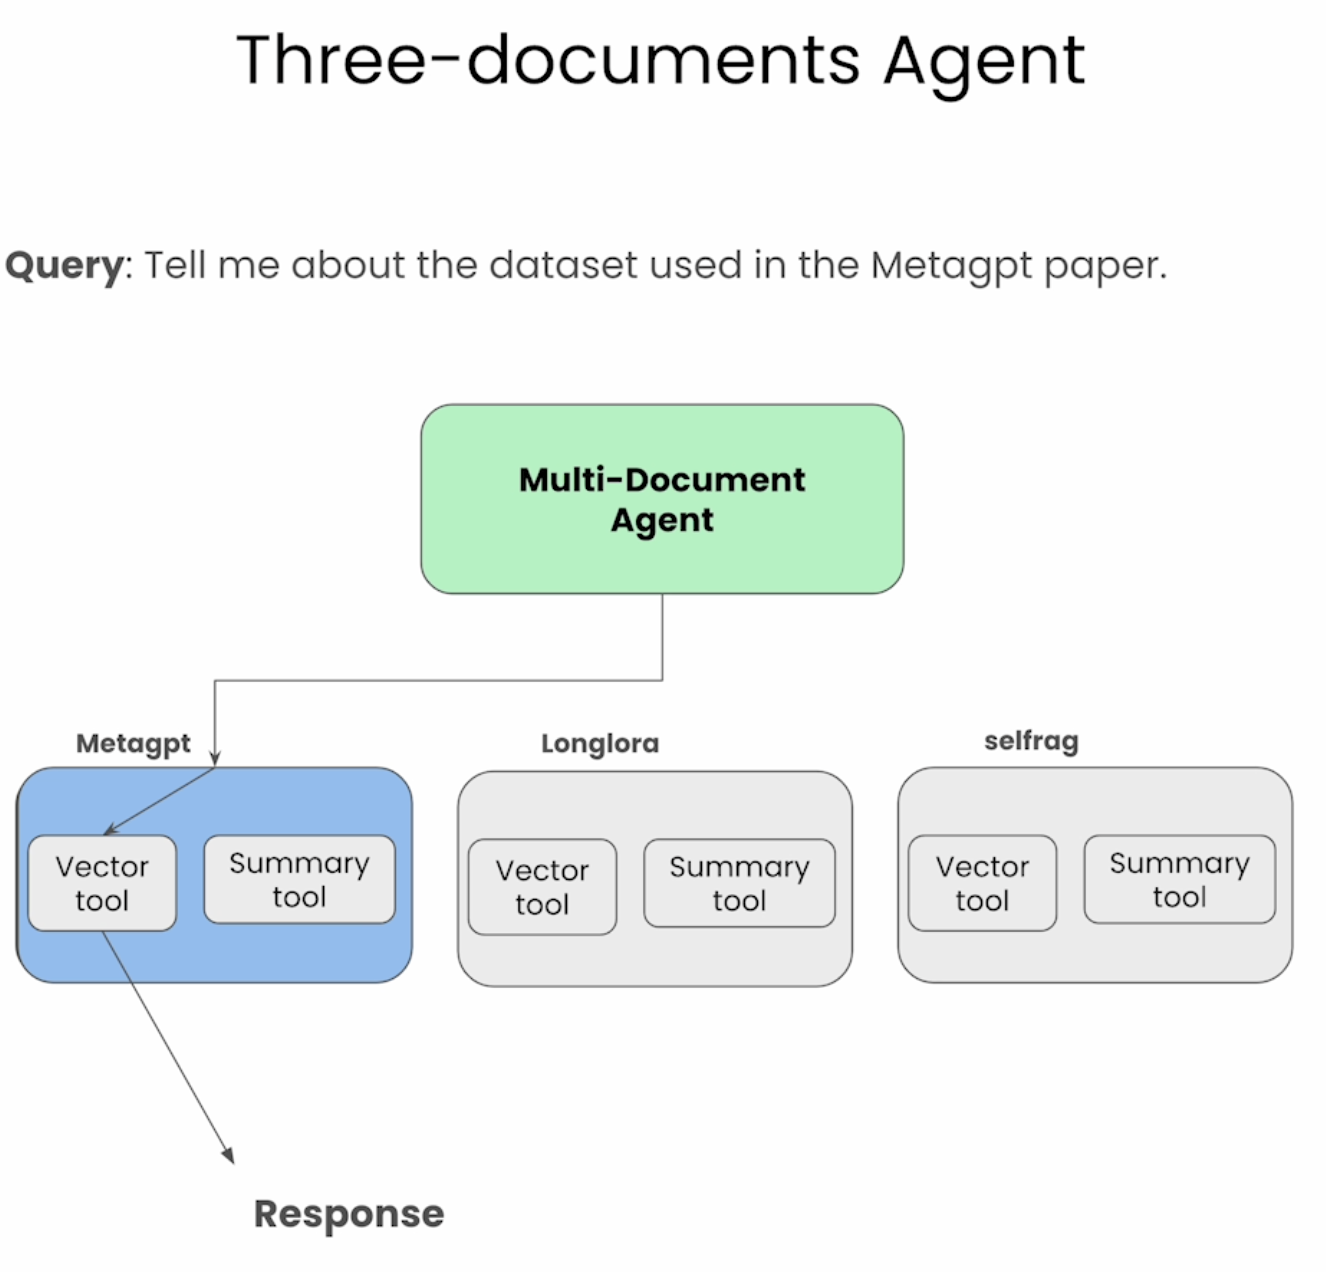 Three-documents Agent
Query: Tell me about the dataset used in the Metagpt paper.
Multi-Document
Agent
Metagpt
Vector
tool
Summary
tool
Longlora
Vector
tool
Summary
tool
selfrag
Vector
tool
Summary
tool
Response